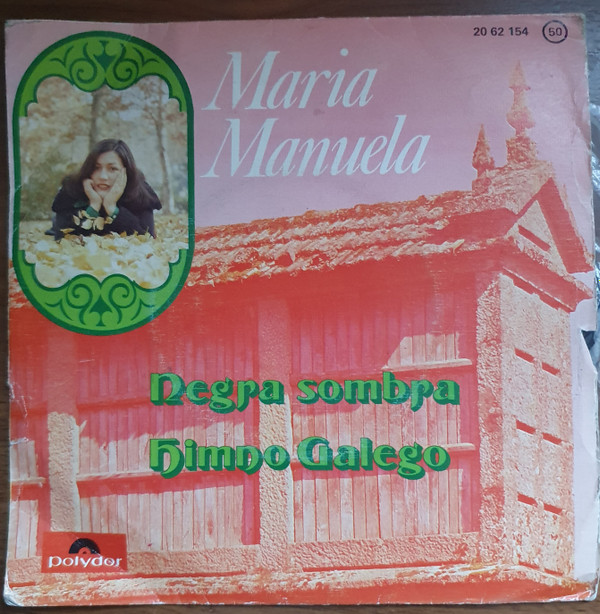 20 62 154 50
Maria
Manuela
Negra sombra
Himno Galego
polydor